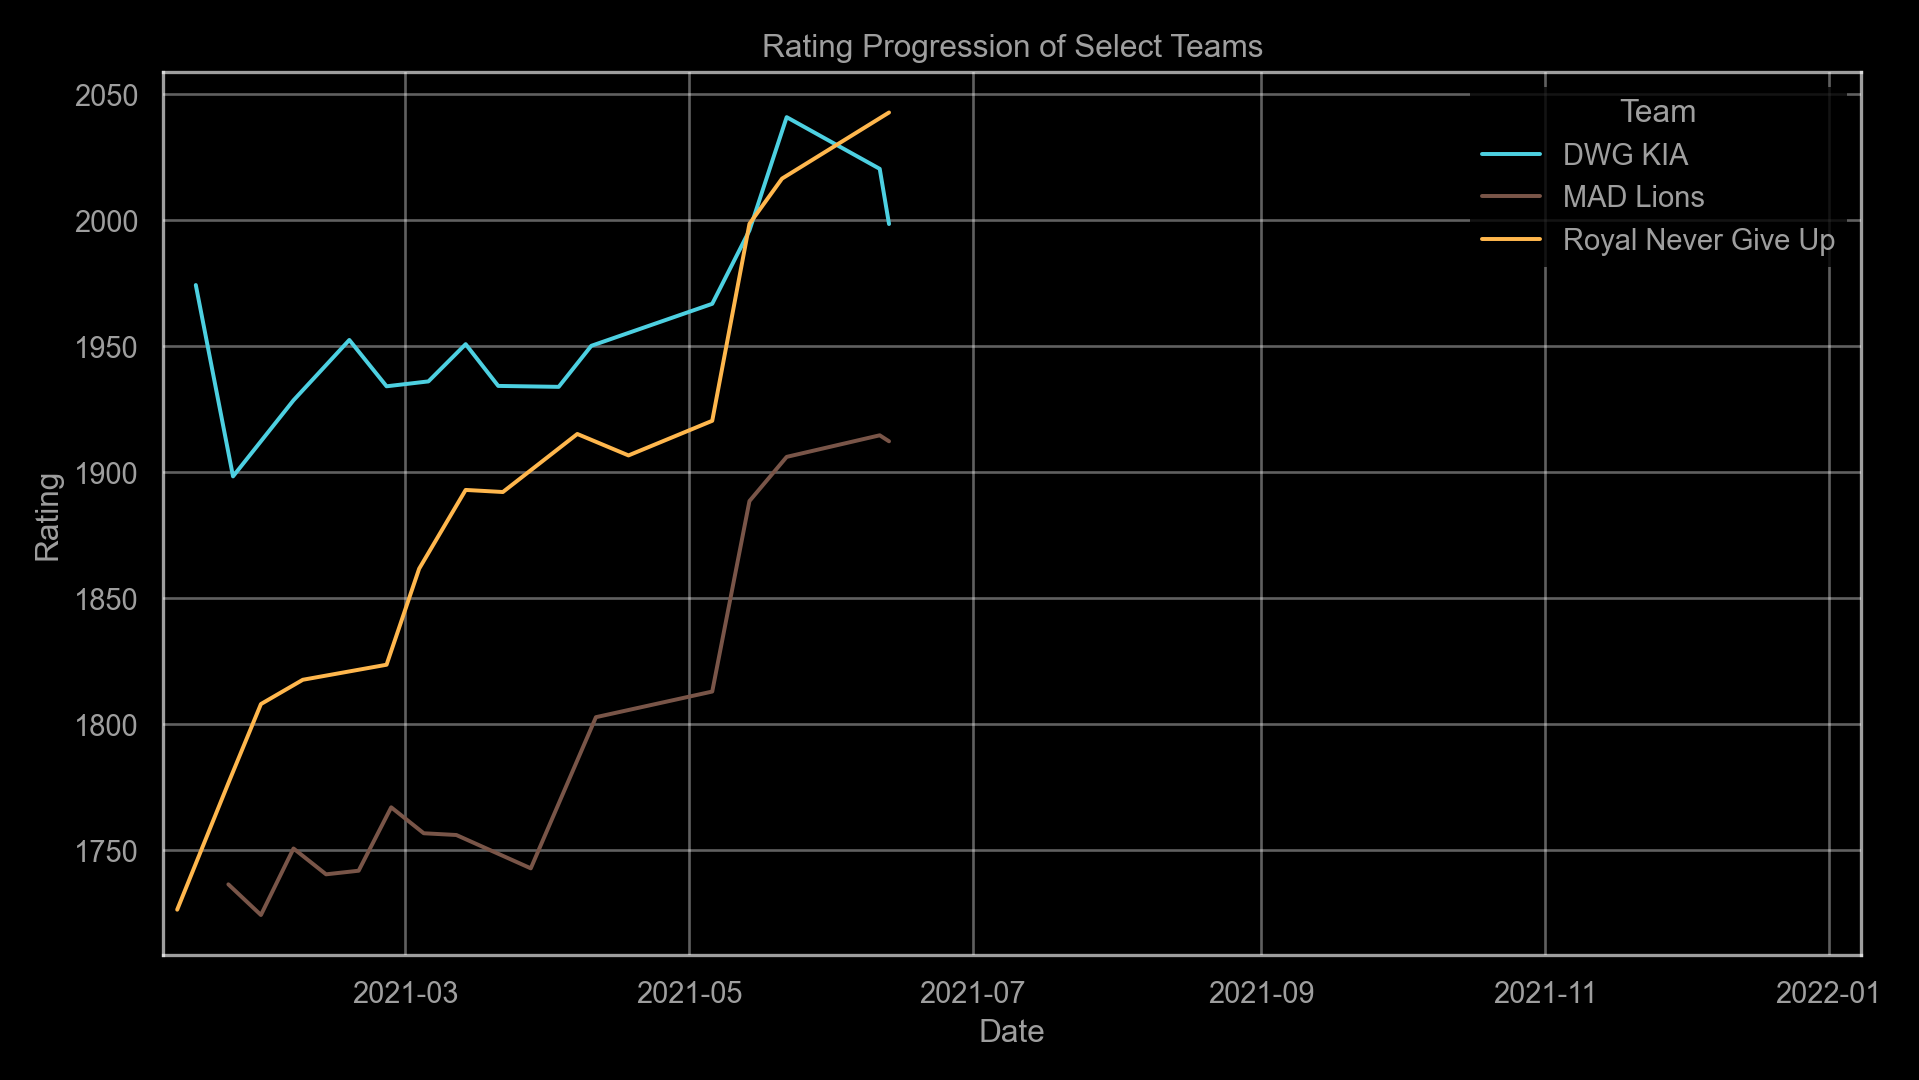 Rating Progression of Select Teams
2050
2000
1950
1900
1850
1800
1750
Rating
Team
DWG KIA
MAD Lions
Royal Never Give Up
2021-03
2021-05
2021-07
2021-09
2021-11
2022-01
Date